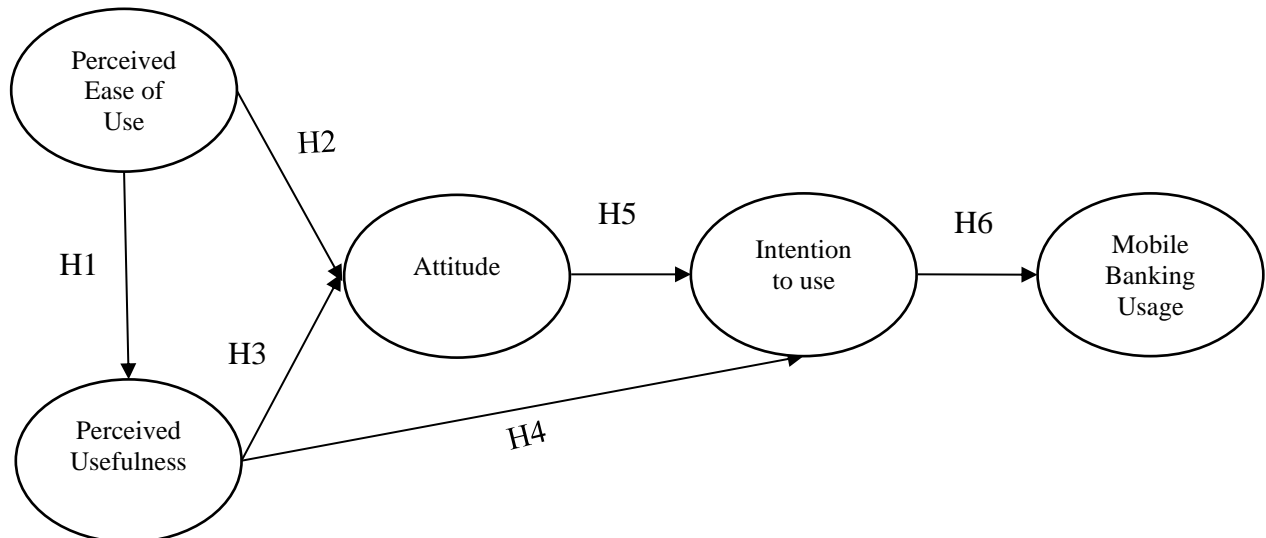 Perceived
Ease of
Use
H2
H1
H5
H6
Attitude
Intention
to use
Mobile
Banking
Usage
H3
H4
Perceived
Usefulness